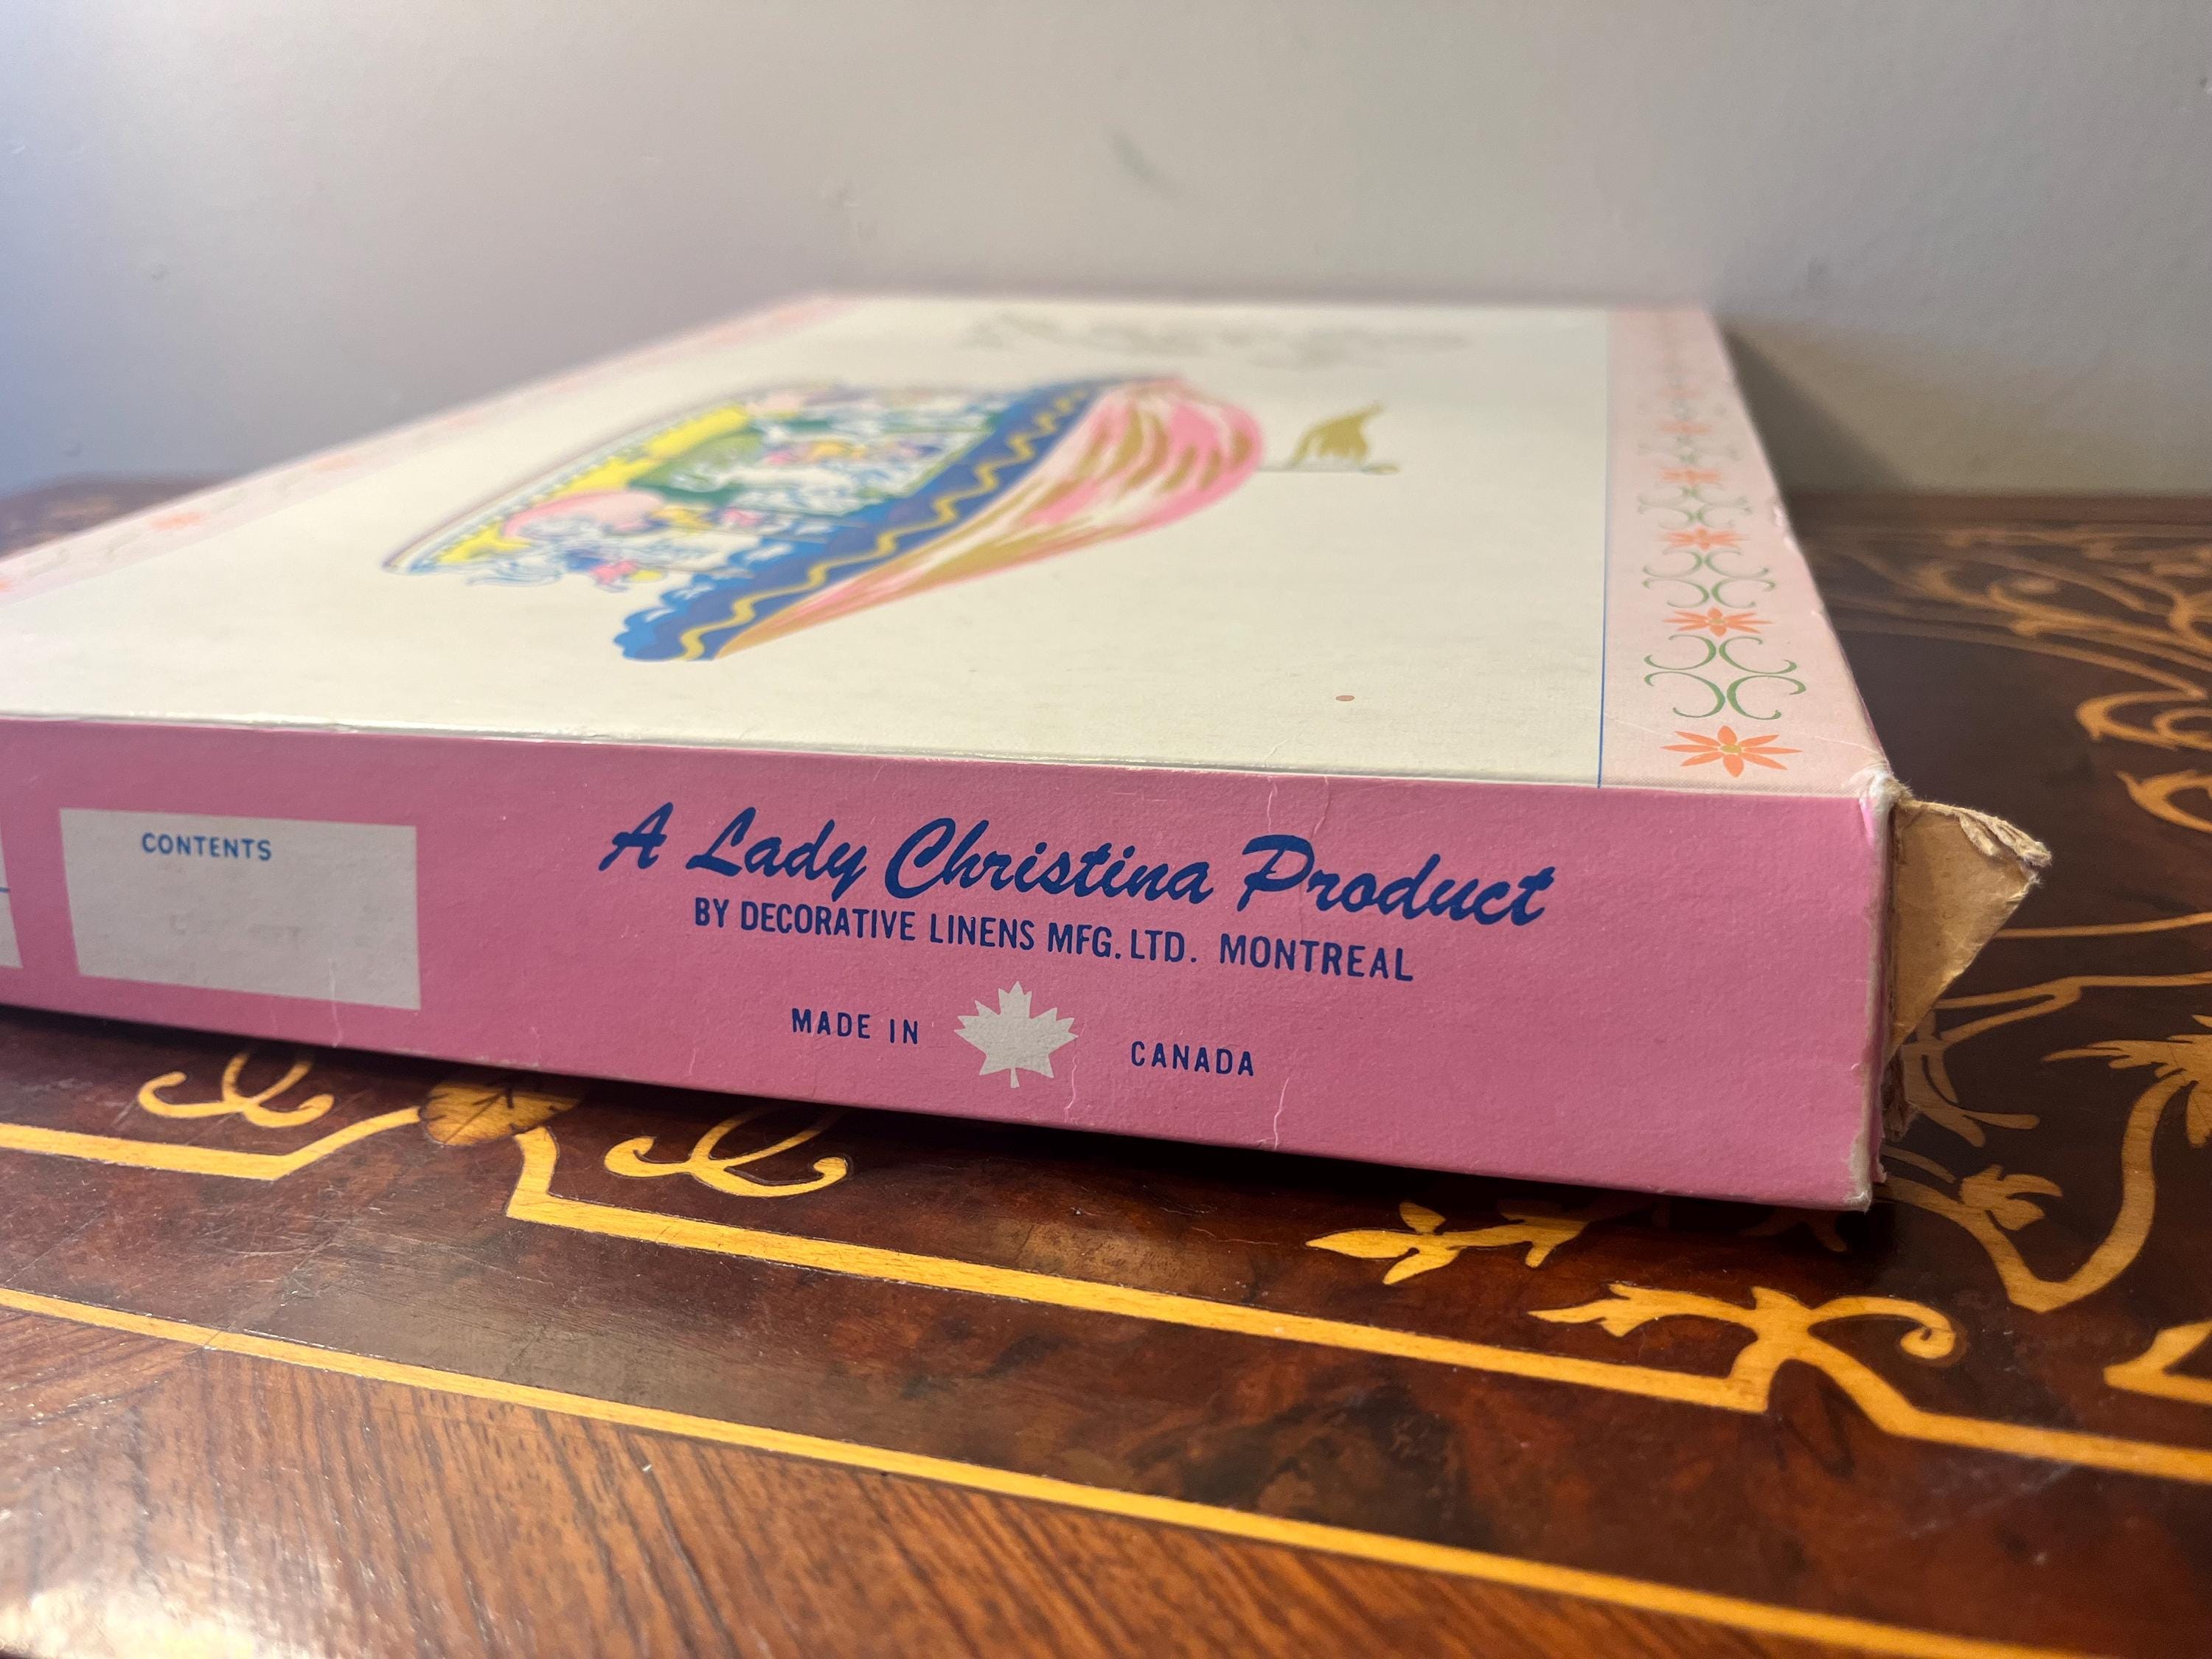 CONTENTS
A Lady Christina Product
BY DECORATIVE LINENS MFG. LTD. MONTREAL
MADE IN CANADA